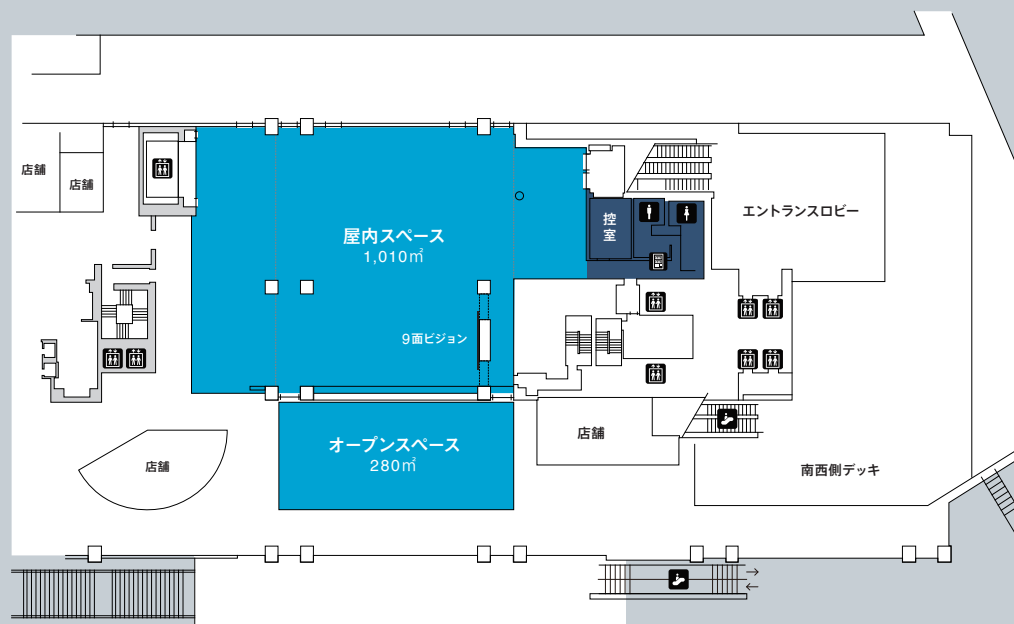 店舗
店舗
控
室
エントランスロビー
屋内スペース
1,010㎡
9面ビジョン
オープンスペース
280㎡
店舗
店舗
南西側デッキ